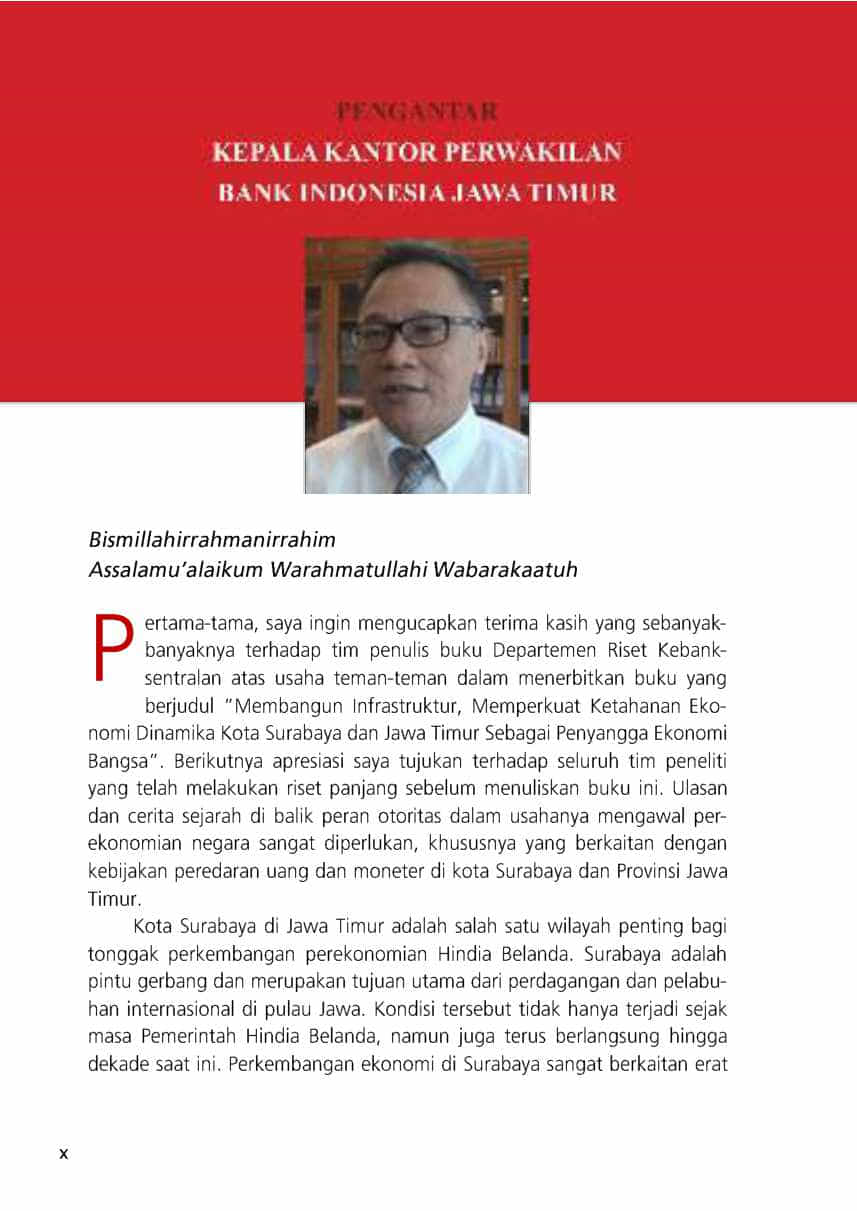 PENGANTAR
KEPALA KANTOR PERWAKILAN
BANK INDONESIA JAWA TIMUR
Bismillahirrahmanirrahim
Assalamu’alaikum Warahmatullahi Wabarakaatuh
Pertama-tama, saya ingin mengucapkan terima kasih yang sebanyak-
banyaknya terhadap tim penulis buku Departemen Riset Kebank-
sentralan atas usaha teman-teman dalam menerbitkan buku yang
berjudul “Membangun Infrastruktur, Memperkuat Ketahanan Eko-
nomi Dinamika Kota Surabaya dan Jawa Timur Sebagai Penyangga Ekonomi
Bangsa”. Berikutnya apresiasi saya tujukan terhadap seluruh tim peneliti
yang telah melakukan riset panjang sebelum menuliskan buku ini. Ulasan
dan cerita sejarah di balik peran otoritas dalam usahanya mengawal per-
ekonomian negara sangat diperlukan, khususnya yang berkaitan dengan
kebijakan peredaran uang dan moneter di kota Surabaya dan Provinsi Jawa
Timur.
Kota Surabaya di Jawa Timur adalah salah satu wilayah penting bagi
tonggak perkembangan perekonomian Hindia Belanda. Surabaya adalah
pintu gerbang dan merupakan tujuan utama dari perdagangan dan pelabu-
han internasional di pulau Jawa. Kondisi tersebut tidak hanya terjadi sejak
masa Pemerintah Hindia Belanda, namun juga terus berlangsung hingga
dekade saat ini. Perkembangan ekonomi di Surabaya sangat berkaitan erat
x